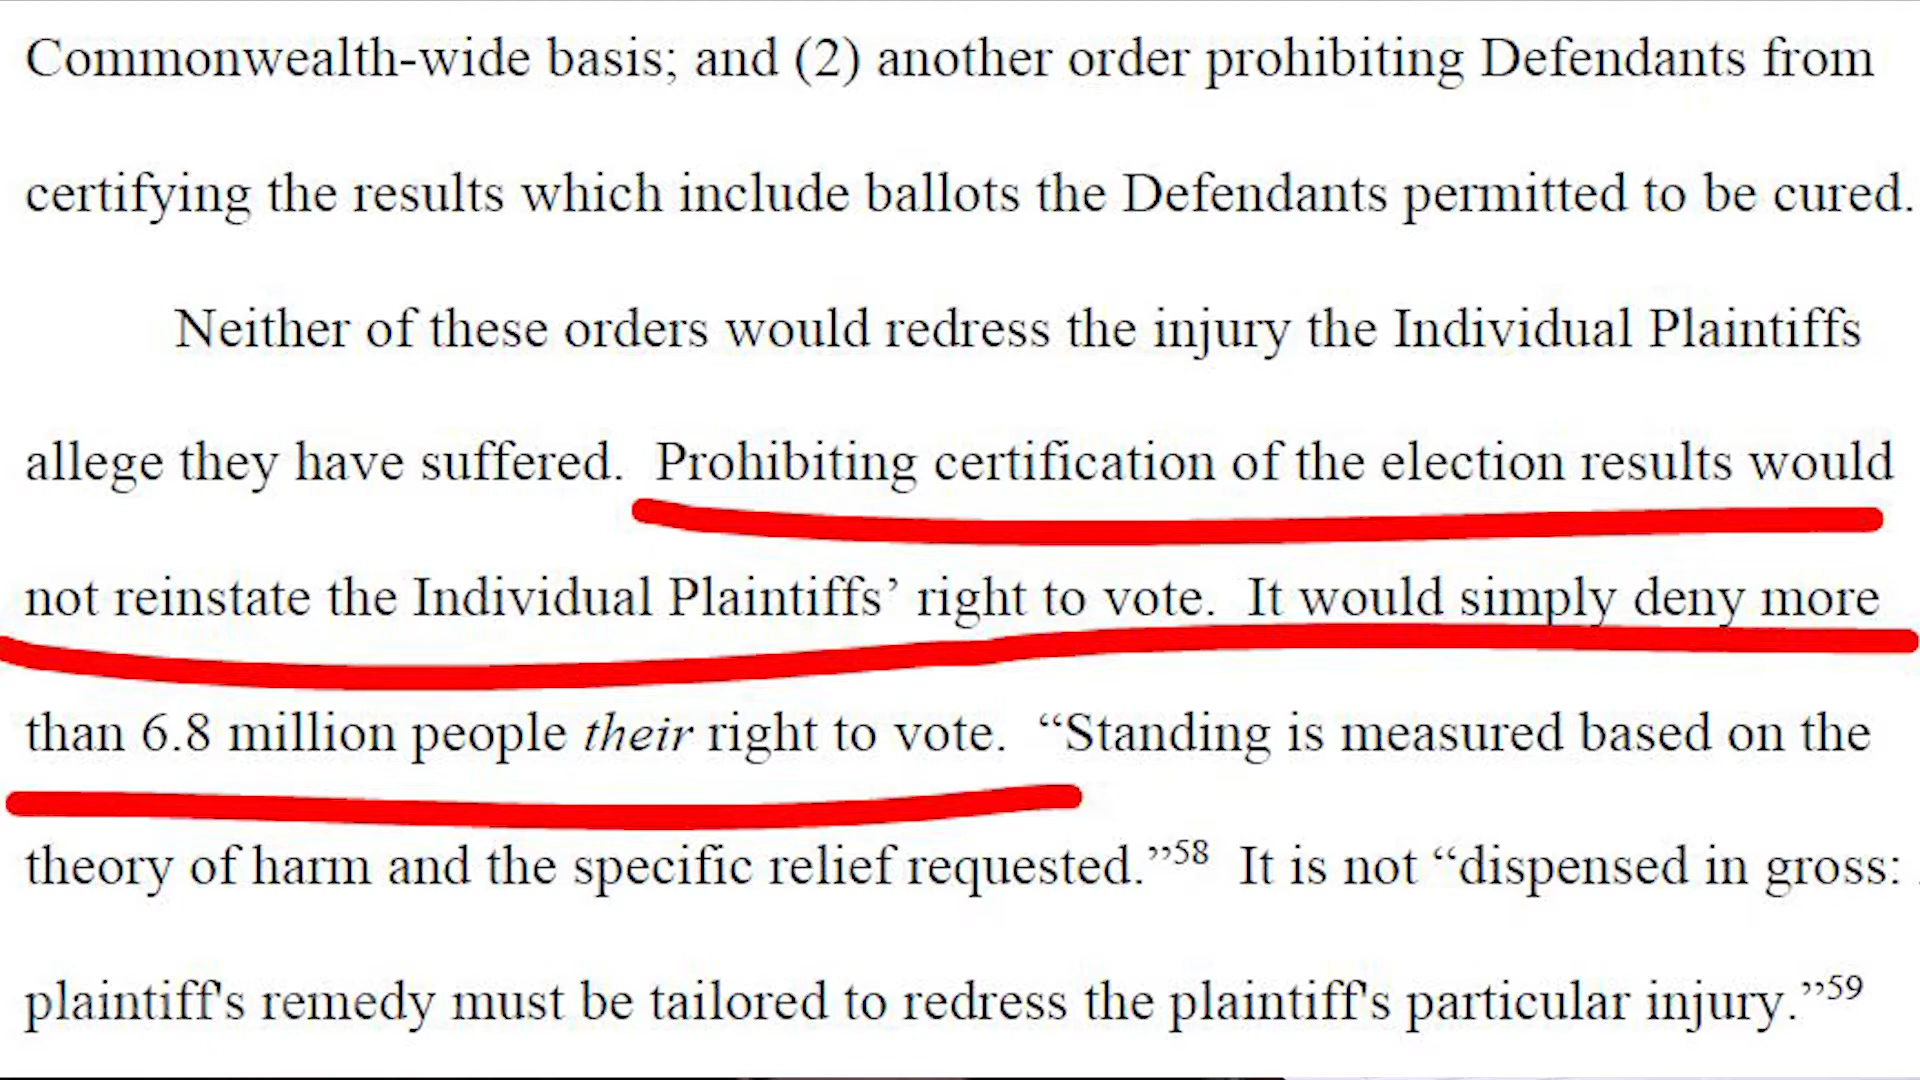 Commonwealth-wide basis; and (2) another order prohibiting Defendants from
certifying the results which include ballots the Defendants permitted to be cured.
Neither of these orders would redress the injury the Individual Plaintiffs
allege they have suffered.  Prohibiting certification of the election results would
not reinstate the Individual Plaintiffs’ right to vote.  It would simply deny more
than 6.8 million people their right to vote.  “Standing is measured based on the
theory of harm and the specific relief requested.”58  It is not “dispensed in gross:
plaintiff's remedy must be tailored to redress the plaintiff's particular injury.”59